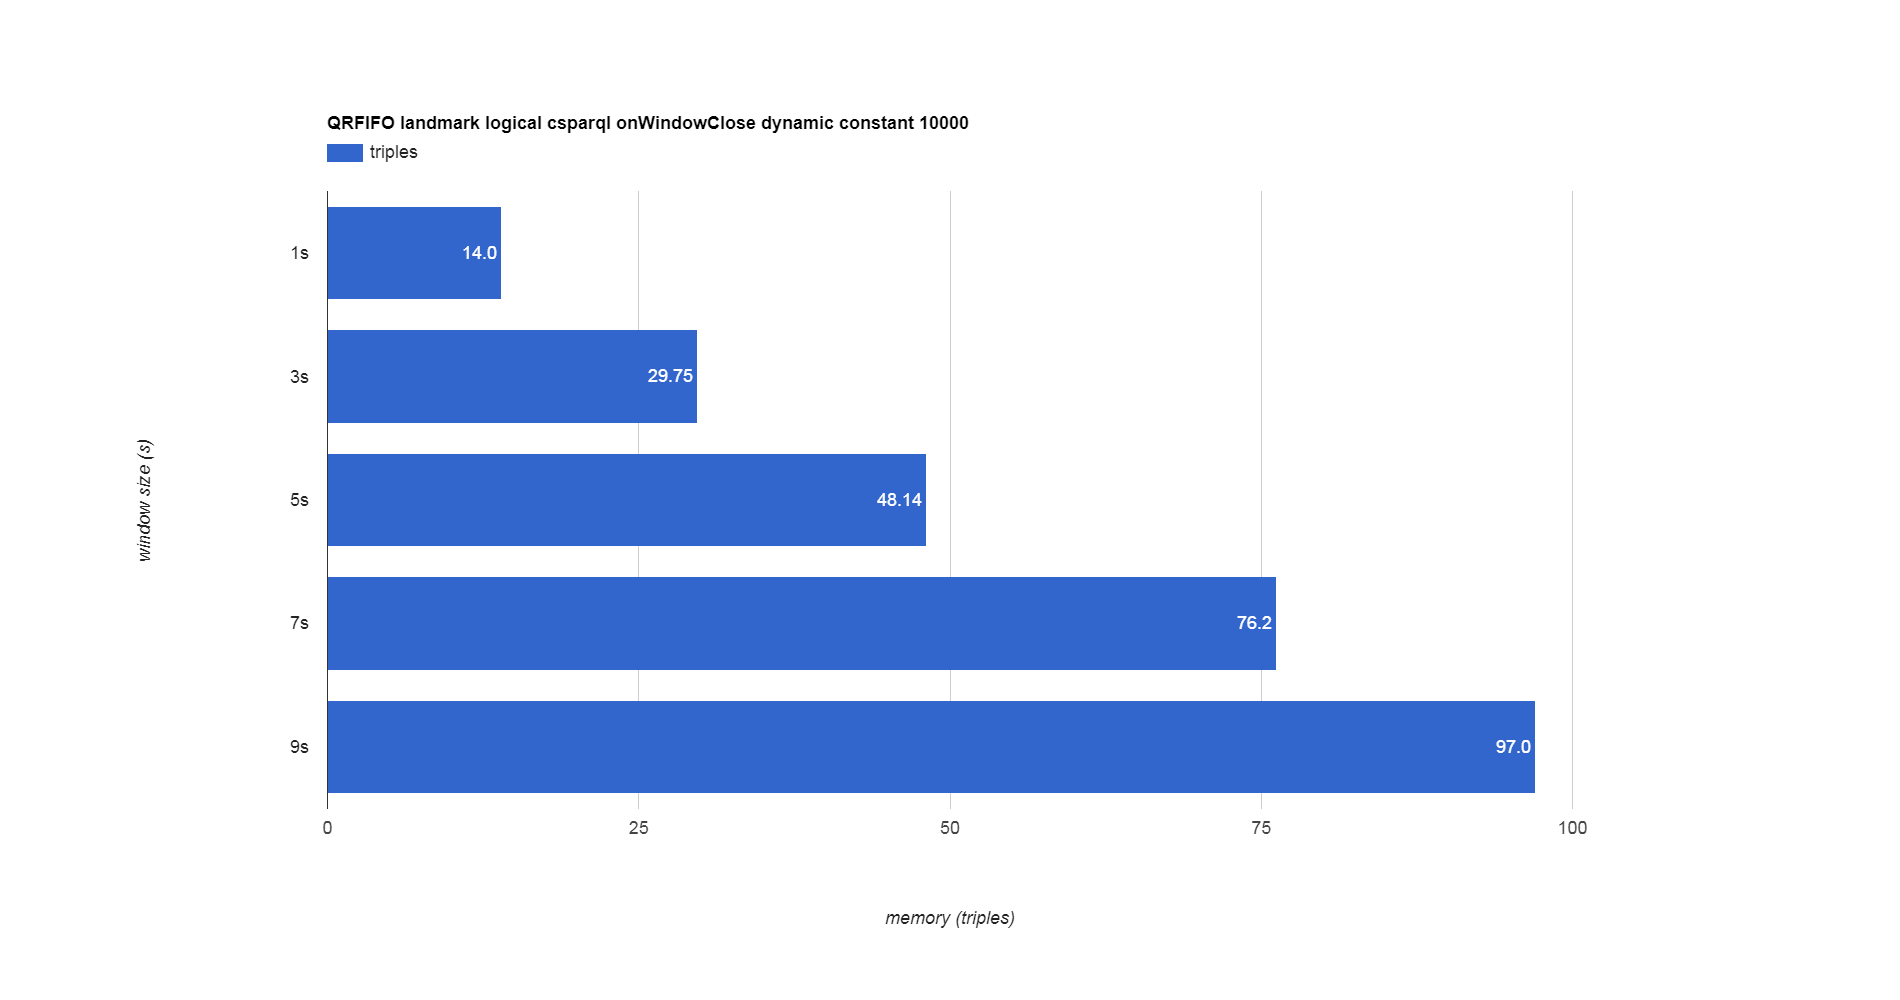 QRFIFO landmark logical csparql onWindowClose dynamic constant 10000
triples
1s
14.0
3s
29.75
5s
48.14
7s
76.2
9s
97.0
window size (s)
0 25 50 75 100
memory (triples)